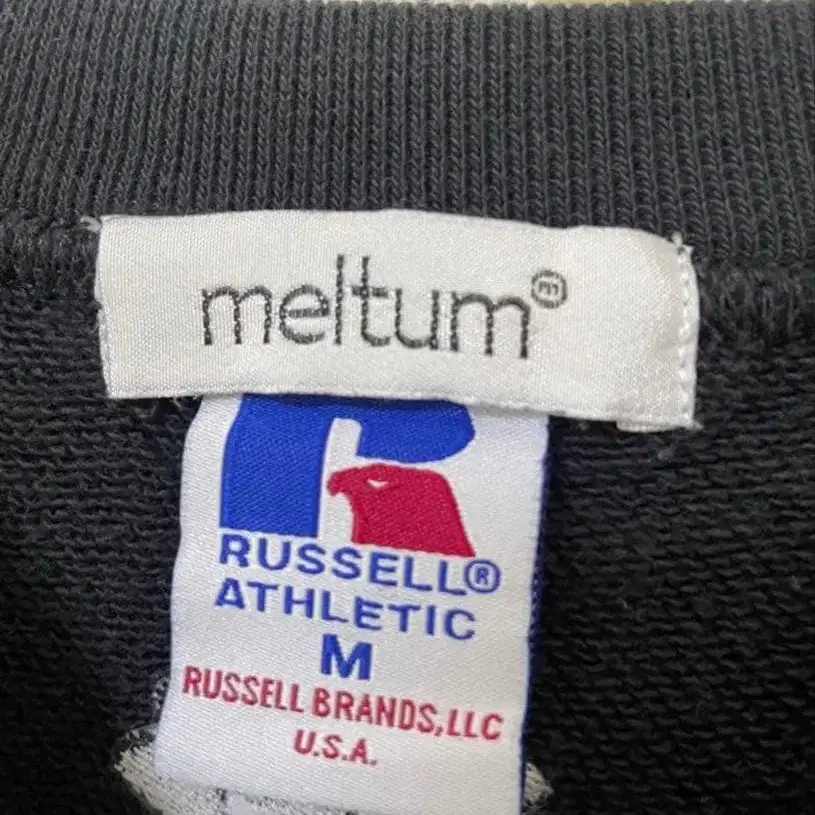 meltum
RUSSELL®
ATHLETIC
M
RUSSELL BRANDS, LLC
U.S.A.